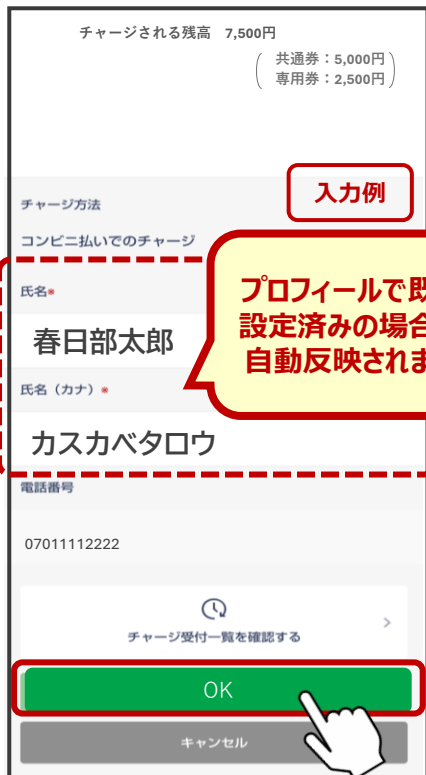 チャージされる残高 7,500円
共通券：5,000円
専用券：2,500円
入力例
チャージ方法
コンビニ払いでのチャージ
プロフィールで既
設定済みの場合
自動反映されま
氏名*
春日部太郎
氏名（カナ）*
カスカベタロウ
電話番号
07011112222
チャージ受付一覧を確認する
OK
キャンセル